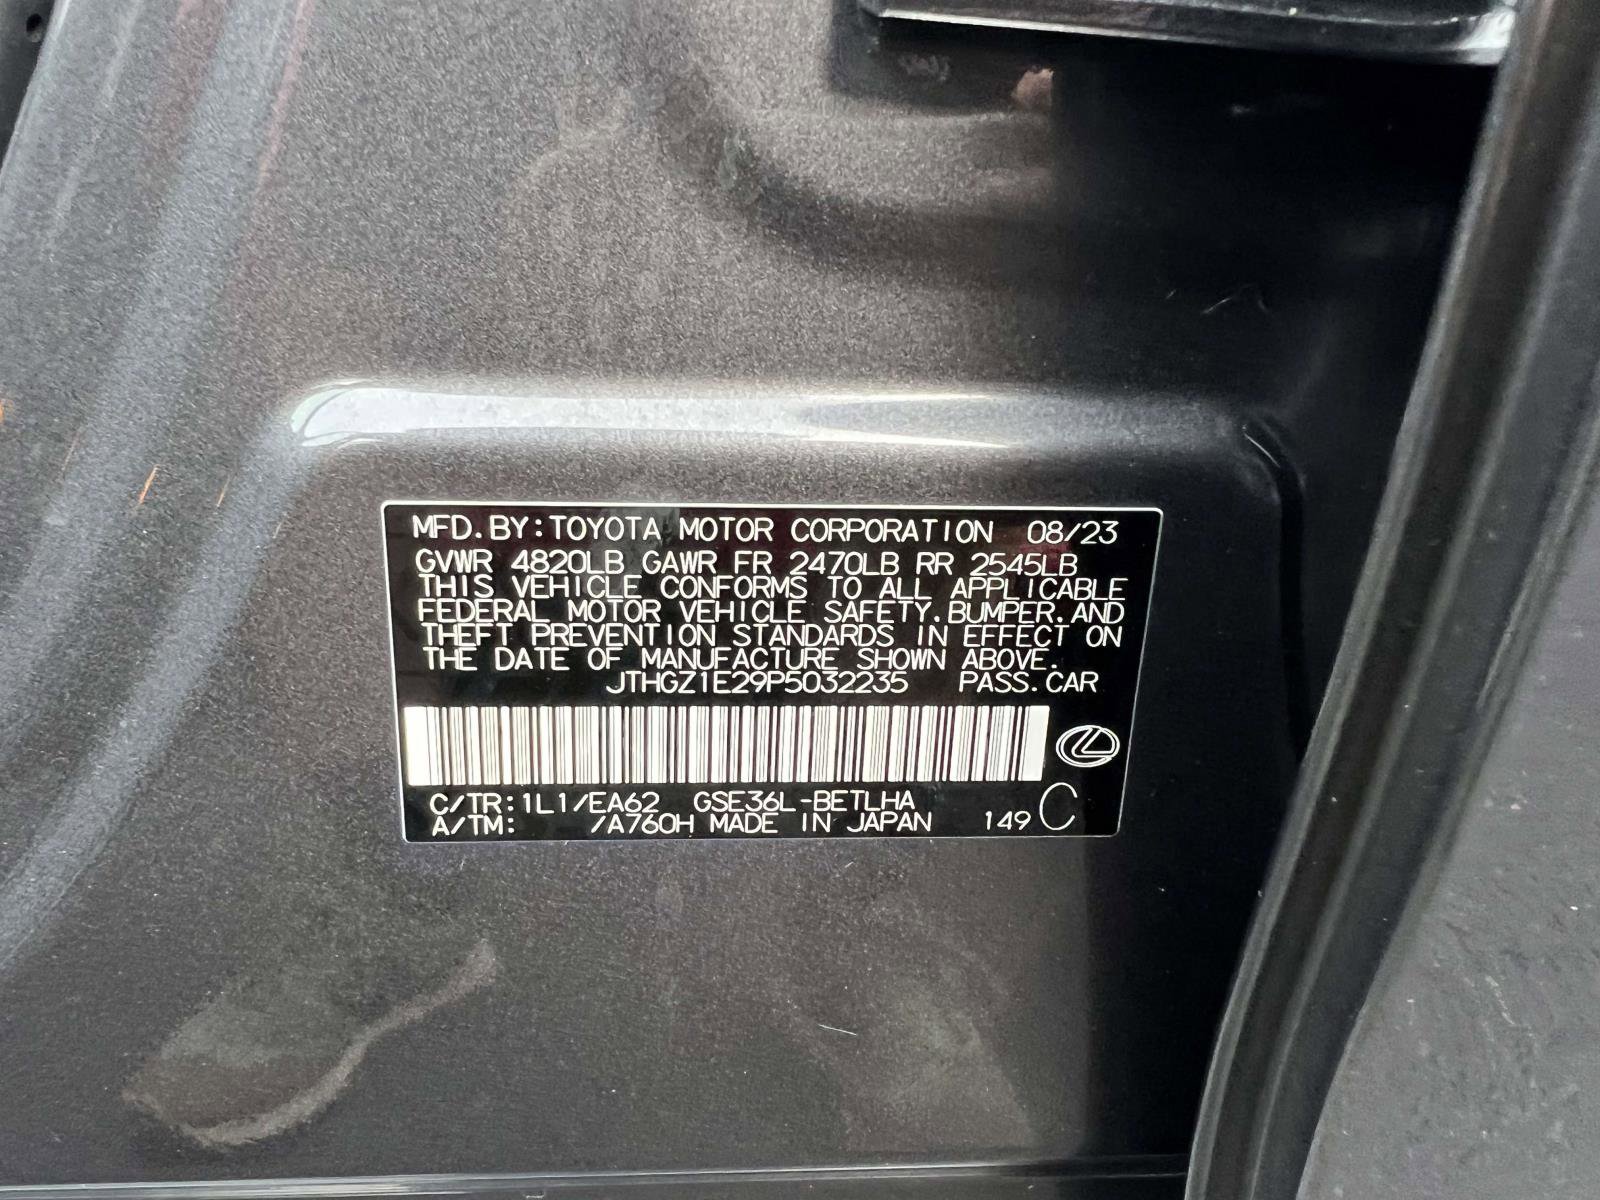 MFD.BY:TOYOTA MOTOR CORPORATION 08/23
GVWR 4820LB GAWR FR 2470LB RR 2545LB
THIS VEHICLE CONFORMS TO ALL APPLICABLE
FEDERAL MOTOR VEHICLE SAFETY.BUMPER.AND
THEFT PREVENTION STANDARDS IN EFFECT ON
THE DATE OF MANUFACTURE SHOWN ABOVE.
JTHGZ1E29P5032235 PASS.CAR
C/TR:1L1/EA62 GSE36L-BETLHA
A/TM: /A760H MADE IN JAPAN 149 C